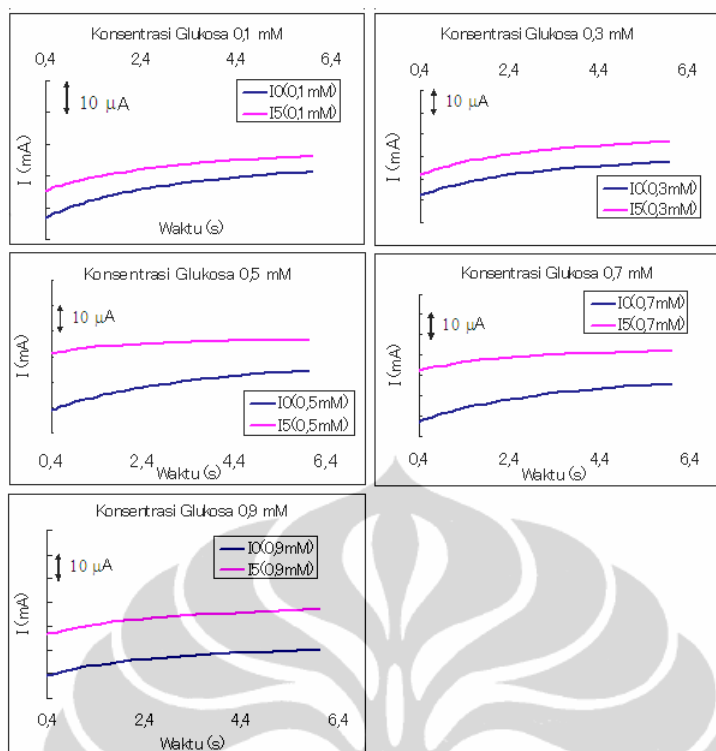 Konsentrasi Glukosa 0,1 mM
0,4 2,4 4,4 6,4
10 μA
I0(0,1 mM)
I5(0,1 mM)
I (mA)
Waktu (s)
Konsentrasi Glukosa 0,3 mM
0,4 2,4 4,4 6,4
10 μA
I (mA)
I0(0,3mM)
I5(0,3mM)
Konsentrasi Glukosa 0,5 mM
10 μA
I (mA)
I0(0,5mM)
I5(0,5mM)
0,4 2,4 4,4 6,4
Waktu (s)
Konsentrasi Glukosa 0,7 mM
I0(0,7mM)
I5(0,7mM)
10 μA
I (mA)
0,4 2,4 4,4 6,4
Waktu (s)
Konsentrasi Glukosa 0,9 mM
I0(0,9mM)
I5(0,9mM)
10 μA
I (mA)
0,4 2,4 4,4 6,4
Waktu (s)